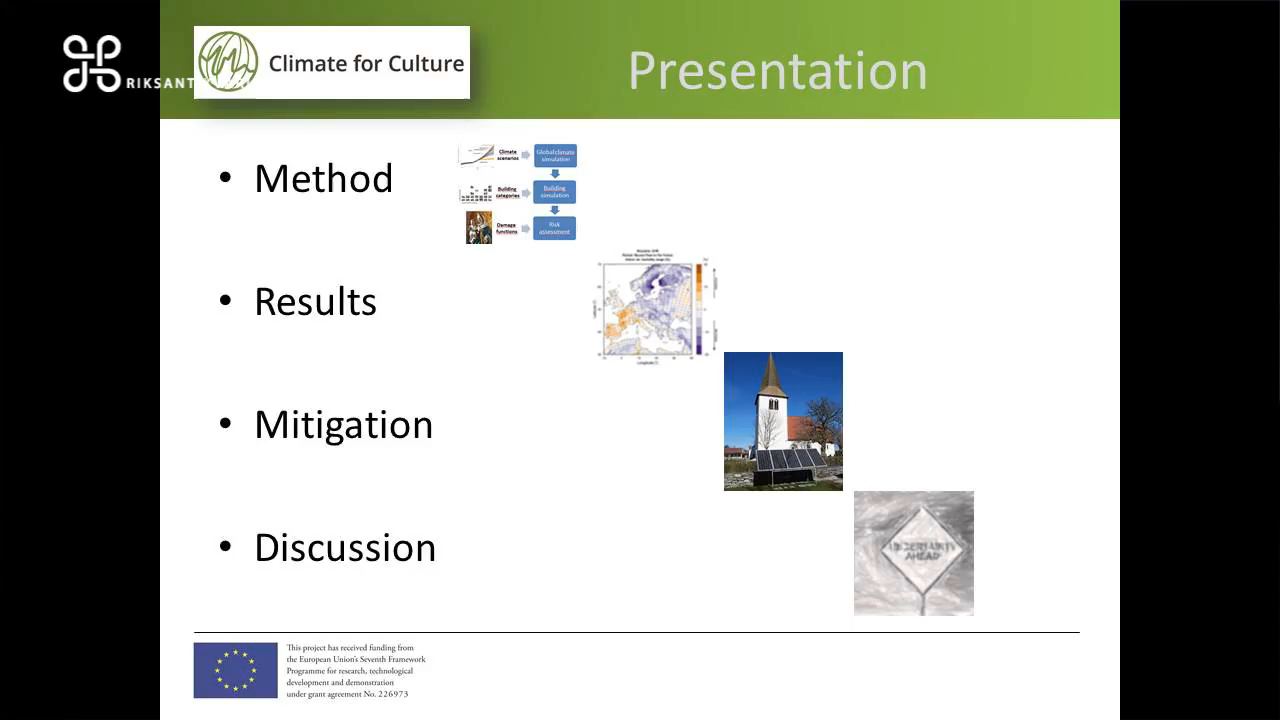 RIKSANT
Climate for Culture
Presentation
• Method
Climate scenarios
Global climate simulation
Building categories
Building simulation
Damage functions
Risk assessment
• Results
• Mitigation
• Discussion
UNCERTAINTY
AHEAD
This project has received funding from
the European Union's Seventh Framework
Programme for research, technological
development and demonstration
under grant agreement No. 226973